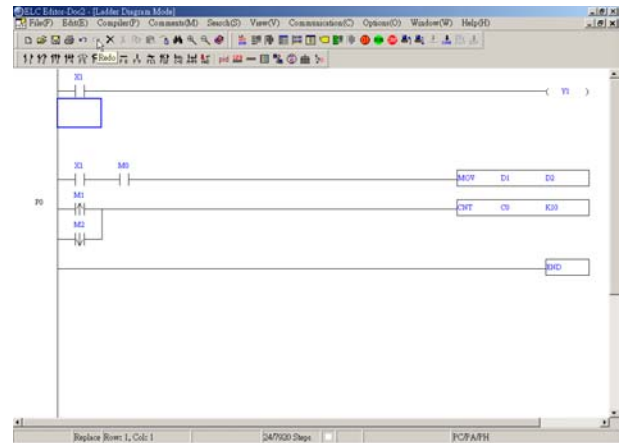 ELC Editor-Doc2 - [Ladder Diagram Mode]
File(F) Edit(E) Compiler(P) Comments(M) Search(S) View(V) Communication(C) Options(O) Window(W) Help(H)
Redo
X1
Y1
X1 M0
MOV D1 D2
P0
M1
CNT C0 K10
M2
END
Replace Row: 1, Col: 1 24/7920 Steps PC/PA/PH